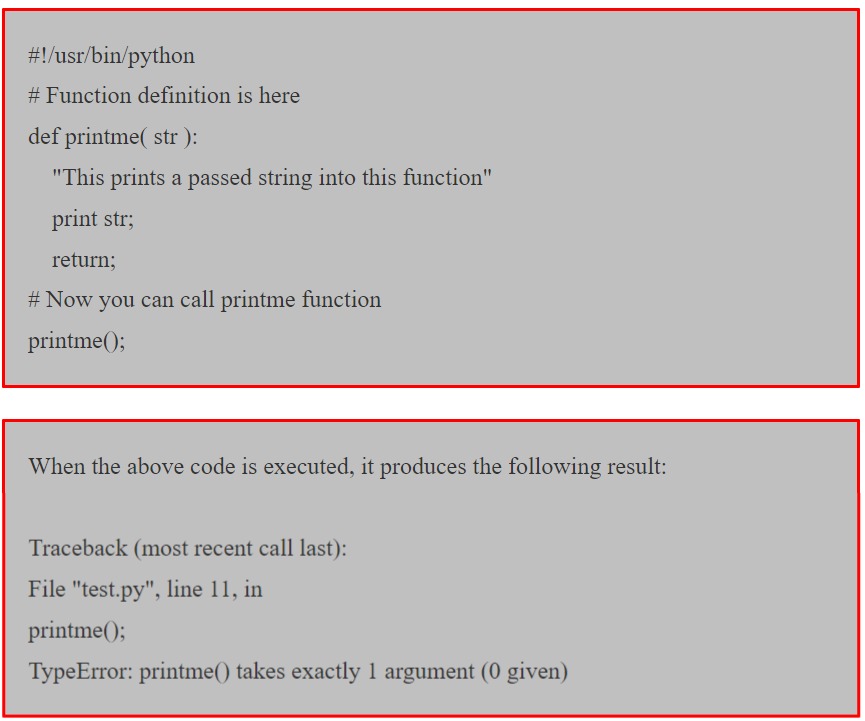 #!/usr/bin/python
# Function definition is here
def printme( str ):
"This prints a passed string into this function"
print str;
return;
# Now you can call printme function
printme();
When the above code is executed, it produces the following result:
Traceback (most recent call last):
File "test.py", line 11, in
printme();
TypeError: printme() takes exactly 1 argument (0 given)